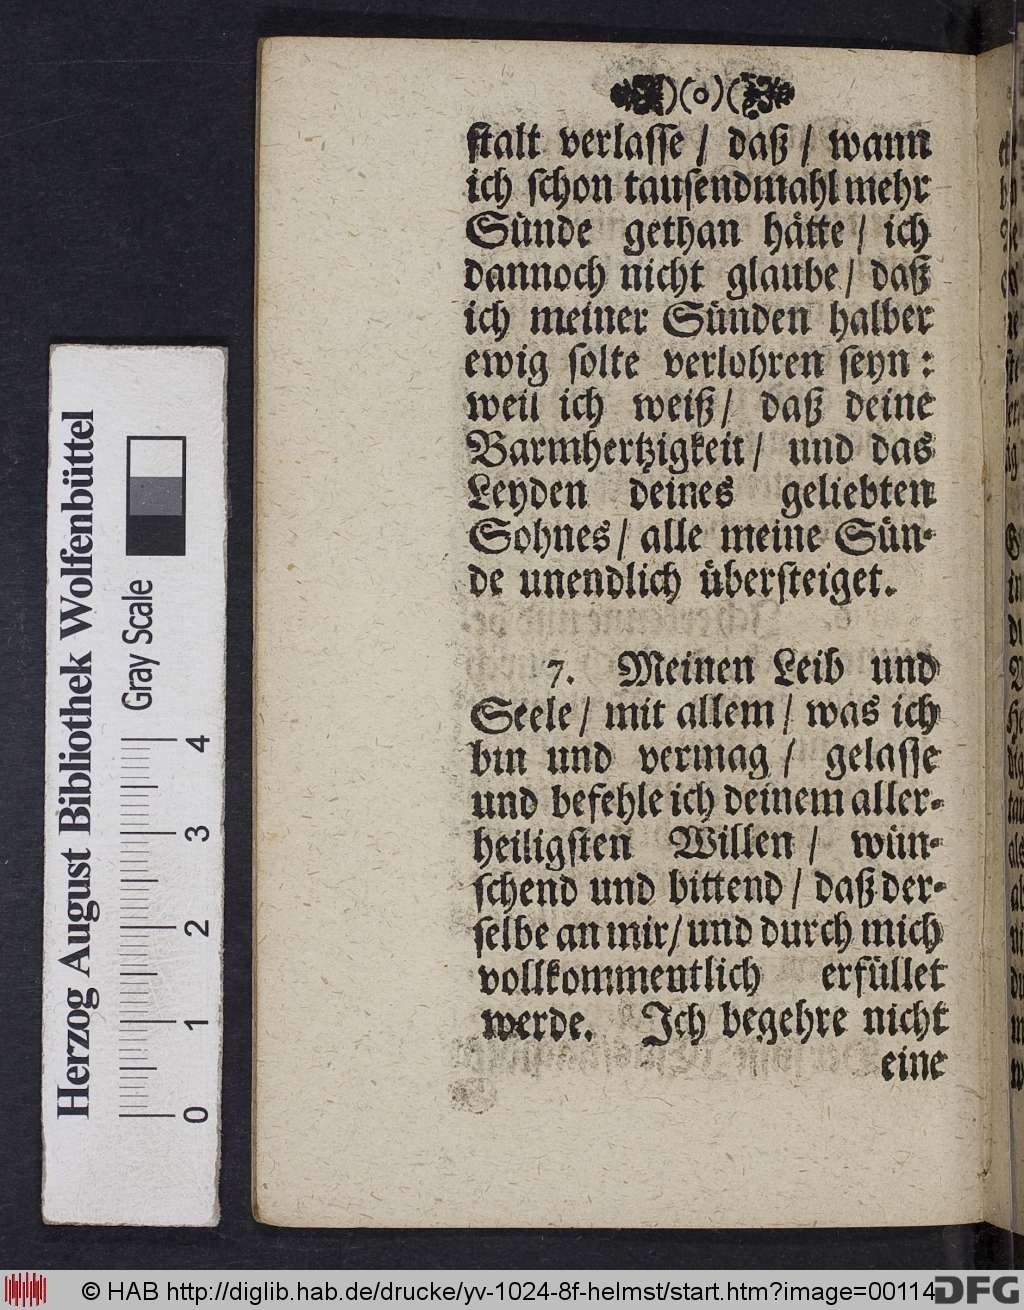 )(o)(
ſtalt verlaſſe / daß / wann
ich ſchon tauſendmahl mehr
Sünde gethan hätte / ich
dannoch nicht glaube / daß
ich meiner Sünden halber
ewig ſolte verlohren ſeyn :
weil ich weiß / daß deine
Barmhertzigkeit / und das
Leyden deines geliebten
Sohnes / alle meine Sün-
de unendlich überſteiget.
7. Meinen Leib und
Seele / mit allem / was ich
bin und vermag / gelaſſe
und befehle ich deinem aller-
heiligſten Willen / wün-
ſchend und bittend / daß der-
ſelbe an mir / und durch mich
vollkommentlich erfüllet
werde. Ich begehre nicht
eine
Herzog August Bibliothek Wolfenbüttel
Gray Scale
0 1 2 3 4
© HAB http://diglib.hab.de/drucke/yv-1024-8f-helmst/start.htm?image=00114
DFG